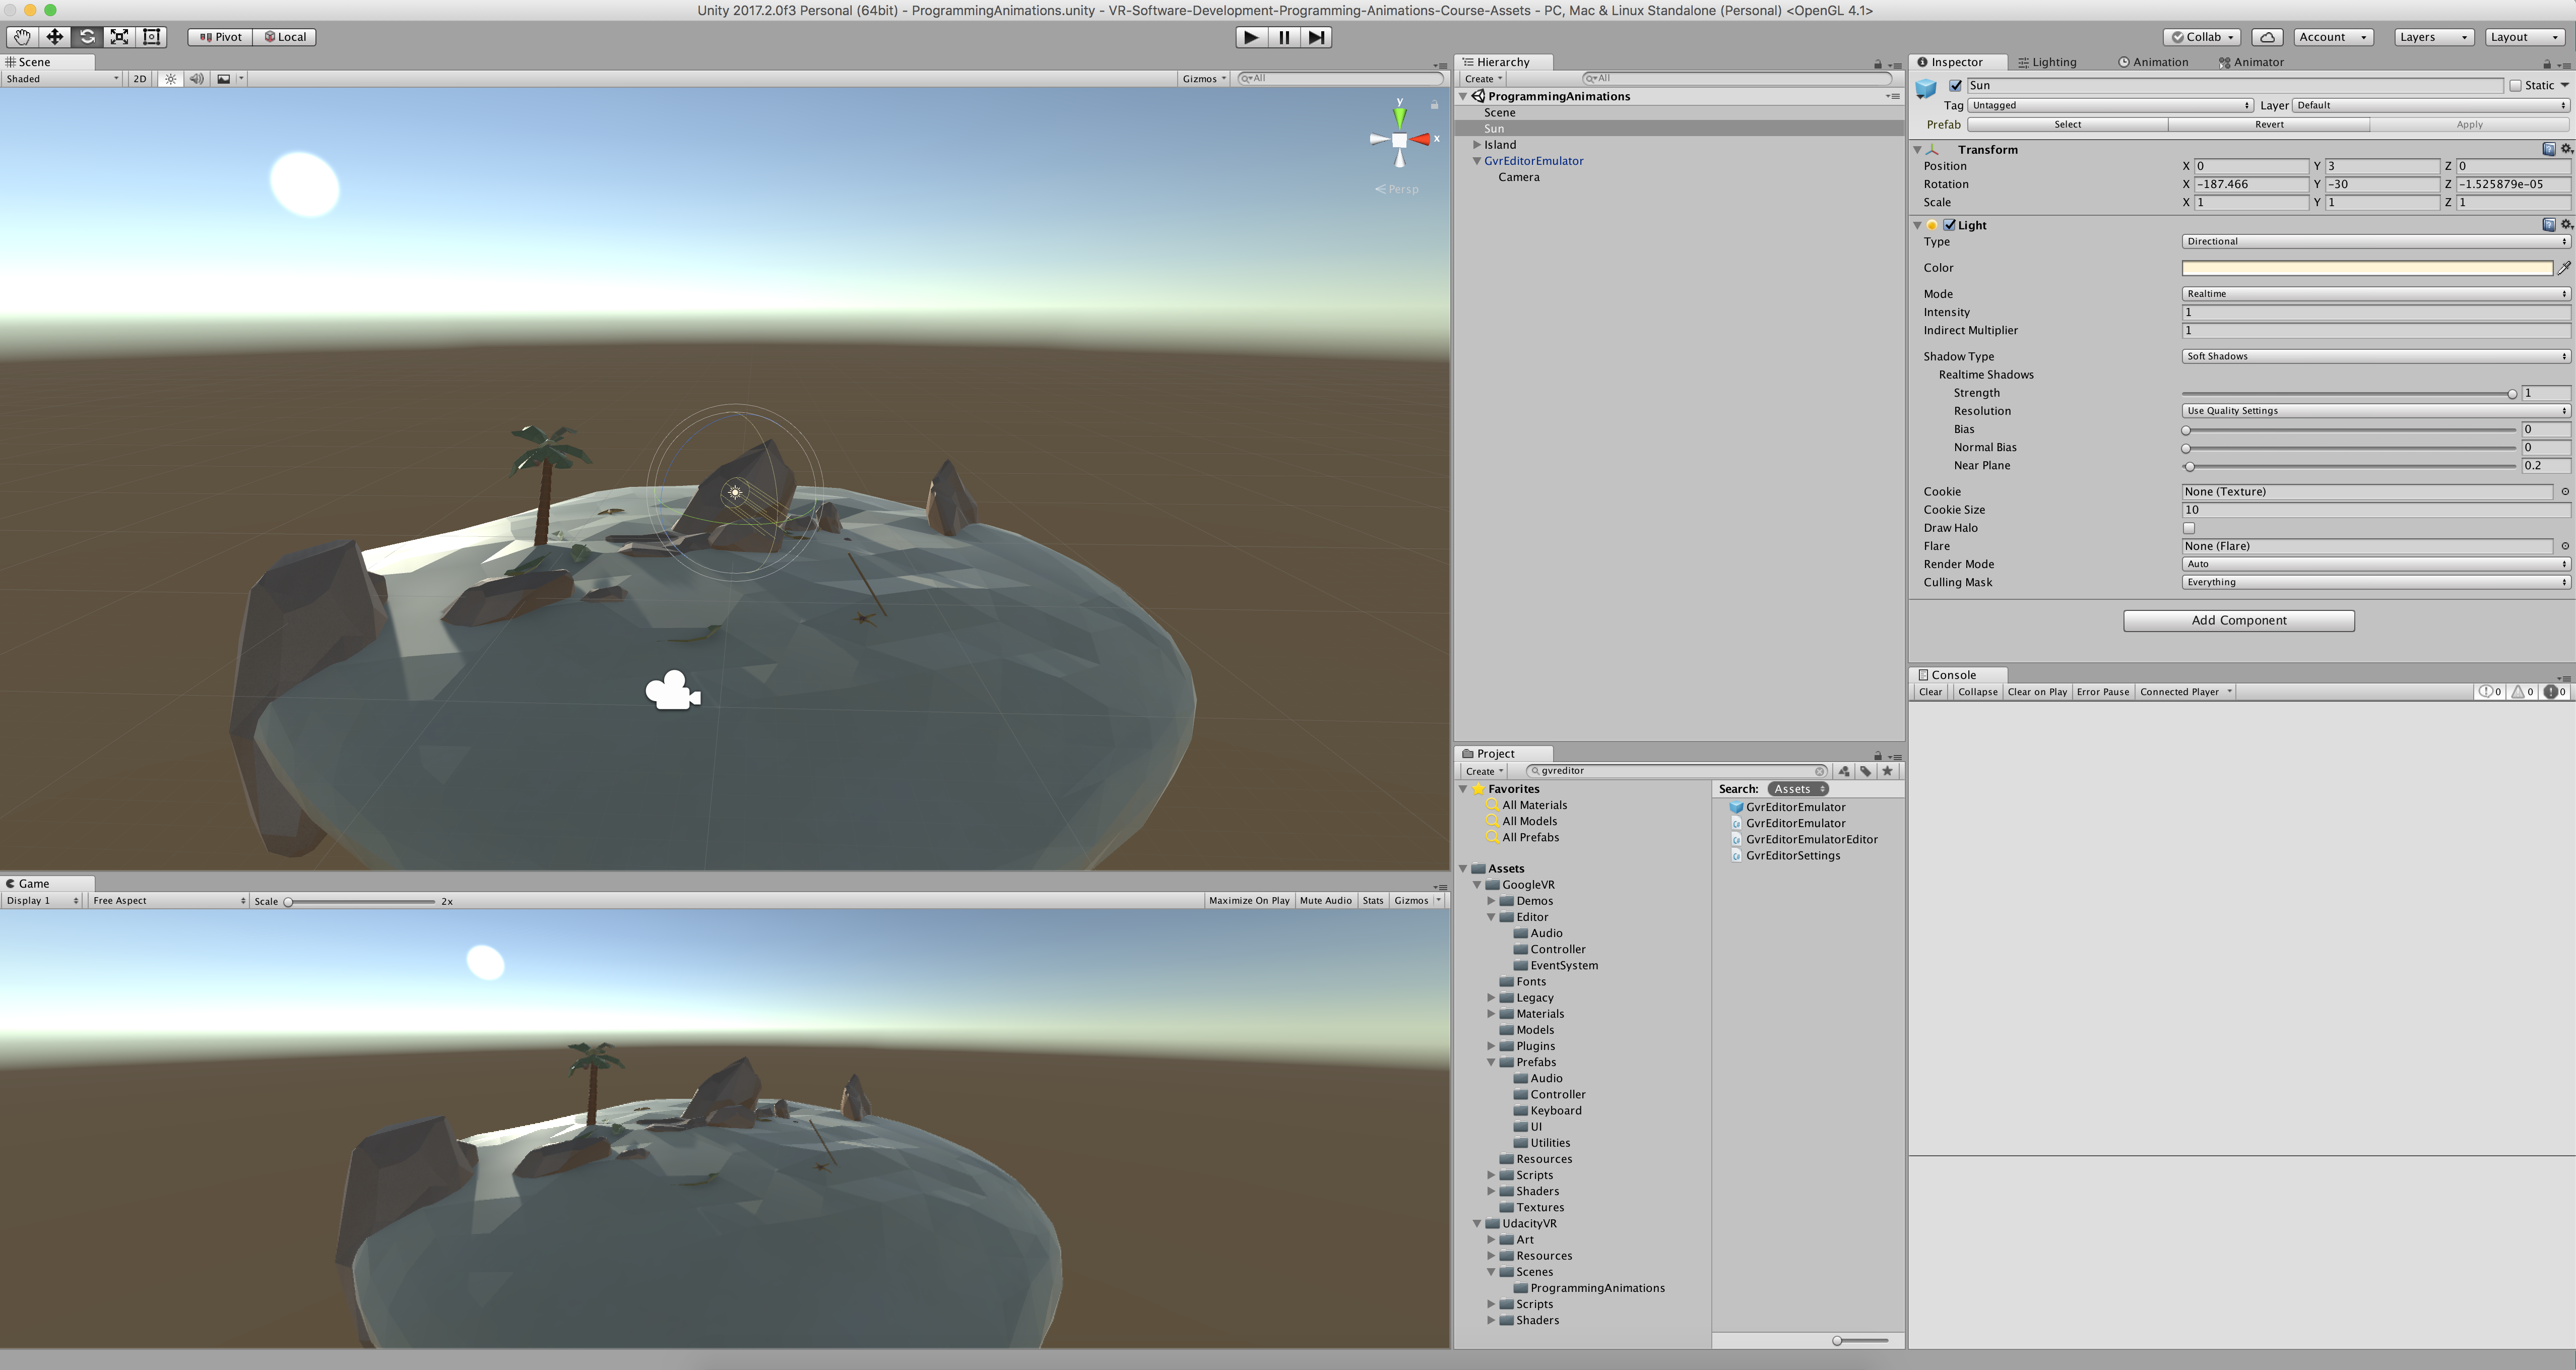 Unity 2017.2.0f3 Personal (64bit) - ProgrammingAnimations.unity - VR-Software-Development-Programming-Animations-Course-Assets - PC, Mac & Linux Standalone (Personal) <OpenGL 4.1>
Pivot Local Collab Account Layers Layout
Scene
Shaded 2D Gizmos All
y
x
Persp
Game
Display 1 Free Aspect Scale 2x Maximize On Play Mute Audio Stats Gizmos
Hierarchy
Create All
ProgrammingAnimations
Scene
Sun
Island
GvrEditorEmulator
Camera
Project
Create gvreditor
Favorites
All Materials
All Models
All Prefabs
Assets
GoogleVR
Demos
Editor
Audio
Controller
EventSystem
Fonts
Legacy
Materials
Models
Plugins
Prefabs
Audio
Controller
Keyboard
UI
Utilities
Resources
Scripts
Shaders
Textures
UdacityVR
Art
Resources
Scenes
ProgrammingAnimations
Scripts
Shaders
Search: Assets
GvrEditorEmulator
GvrEditorEmulator
GvrEditorEmulatorEditor
GvrEditorSettings
Inspector Lighting Animation Animator
Sun Static
Tag Untagged Layer Default
Prefab Select Revert Apply
Transform
Position X 0 Y 3 Z 0
Rotation X -187.466 Y -30 Z -1.525879e-05
Scale X 1 Y 1 Z 1
Light
Type Directional
Color
Mode Realtime
Intensity 1
Indirect Multiplier 1
Shadow Type Soft Shadows
Realtime Shadows
Strength 1
Resolution Use Quality Settings
Bias 0
Normal Bias 0
Near Plane 0.2
Cookie None (Texture)
Cookie Size 10
Draw Halo
Flare None (Flare)
Render Mode Auto
Culling Mask Everything
Add Component
Console
Clear Collapse Clear on Play Error Pause Connected Player 0 0 0